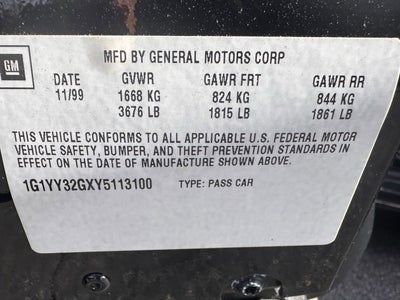 GM
MFD BY GENERAL MOTORS CORP
DATE GVWR GAWR FRT GAWR RR
11/99 1668 KG 824 KG 844 KG
3676 LB 1815 LB 1861 LB
THIS VEHICLE CONFORMS TO ALL APPLICABLE U.S. FEDERAL MOTOR
VEHICLE SAFETY, BUMPER, AND THEFT PREVENTION STANDARDS IN
EFFECT ON THE DATE OF MANUFACTURE SHOWN ABOVE.
1G1YY32GXY5113100 TYPE: PASS CAR